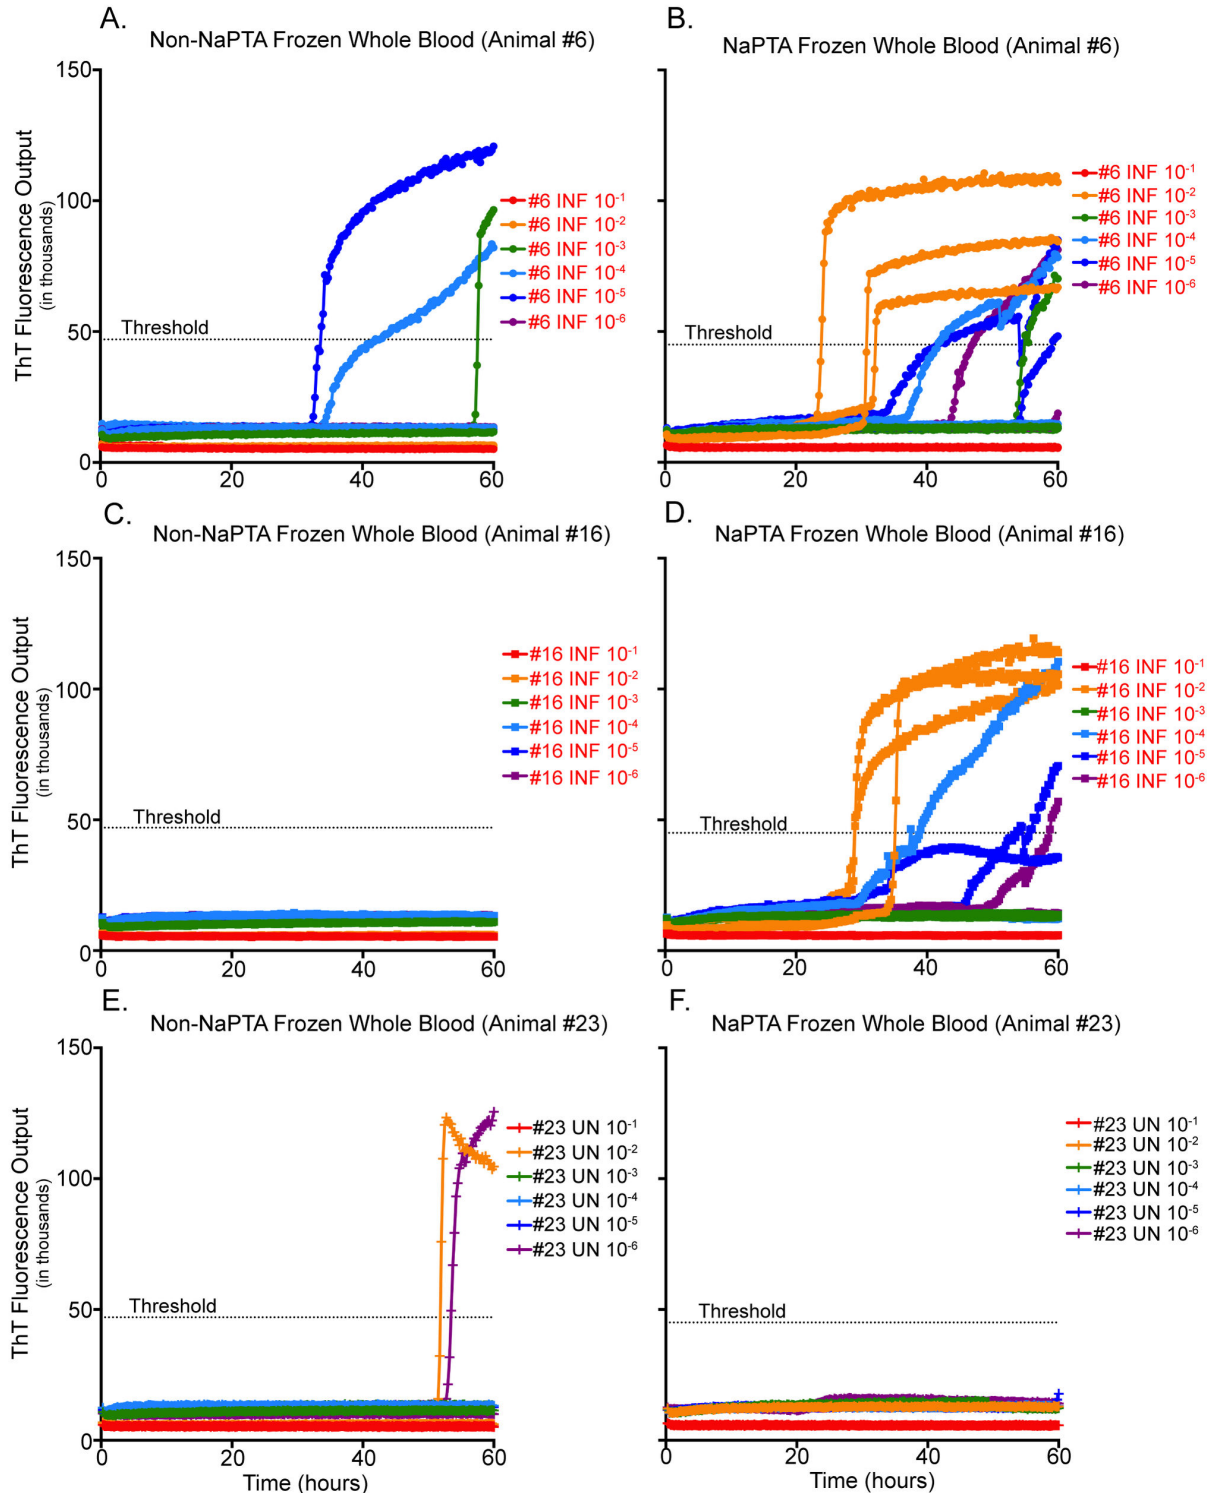 A.
Non-NaPTA Frozen Whole Blood (Animal #6)
150
100
50
0
0 20 40 60
ThT Fluorescence Output
(in thousands)
Threshold
#6 INF 10⁻¹
#6 INF 10⁻²
#6 INF 10⁻³
#6 INF 10⁻⁴
#6 INF 10⁻⁵
#6 INF 10⁻⁶
B.
NaPTA Frozen Whole Blood (Animal #6)
Threshold
0 20 40 60
#6 INF 10⁻¹
#6 INF 10⁻²
#6 INF 10⁻³
#6 INF 10⁻⁴
#6 INF 10⁻⁵
#6 INF 10⁻⁶
C.
Non-NaPTA Frozen Whole Blood (Animal #16)
150
100
50
0
0 20 40 60
ThT Fluorescence Output
(in thousands)
Threshold
#16 INF 10⁻¹
#16 INF 10⁻²
#16 INF 10⁻³
#16 INF 10⁻⁴
#16 INF 10⁻⁵
#16 INF 10⁻⁶
D.
NaPTA Frozen Whole Blood (Animal #16)
Threshold
0 20 40 60
#16 INF 10⁻¹
#16 INF 10⁻²
#16 INF 10⁻³
#16 INF 10⁻⁴
#16 INF 10⁻⁵
#16 INF 10⁻⁶
E.
Non-NaPTA Frozen Whole Blood (Animal #23)
150
100
50
0
0 20 40 60
ThT Fluorescence Output
(in thousands)
Threshold
#23 UN 10⁻¹
#23 UN 10⁻²
#23 UN 10⁻³
#23 UN 10⁻⁴
#23 UN 10⁻⁵
#23 UN 10⁻⁶
Time (hours)
F.
NaPTA Frozen Whole Blood (Animal #23)
Threshold
0 20 40 60
#23 UN 10⁻¹
#23 UN 10⁻²
#23 UN 10⁻³
#23 UN 10⁻⁴
#23 UN 10⁻⁵
#23 UN 10⁻⁶
Time (hours)